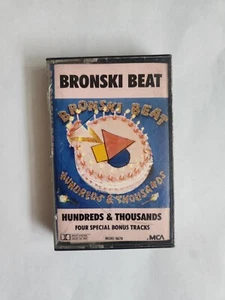 BRONSKI BEAT
BRONSKI BEAT
HUNDREDS & THOUSANDS
HUNDREDS & THOUSANDS
FOUR SPECIAL BONUS TRACKS
MCA